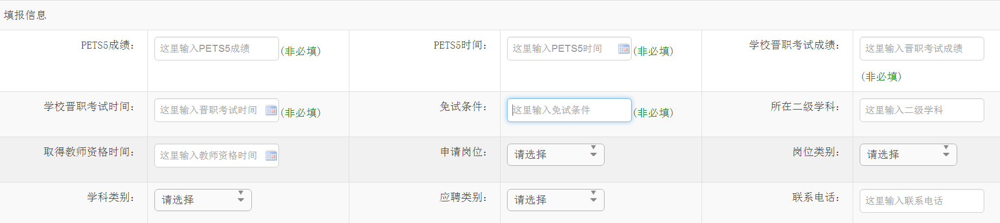 填报信息
PETS5成绩：
这里输入PETS5成绩
(非必填)
PETS5时间：
这里输入PETS5时间
(非必填)
学校晋职考试成绩：
这里输入晋职考试成绩
(非必填)
学校晋职考试时间：
这里输入晋职考试时间
(非必填)
免试条件：
这里输入免试条件
(非必填)
所在二级学科：
这里输入二级学科
取得教师资格时间：
这里输入教师资格时间
申请岗位：
请选择
岗位类别：
请选择
学科类别：
请选择
应聘类别：
请选择
联系电话：
这里输入联系电话